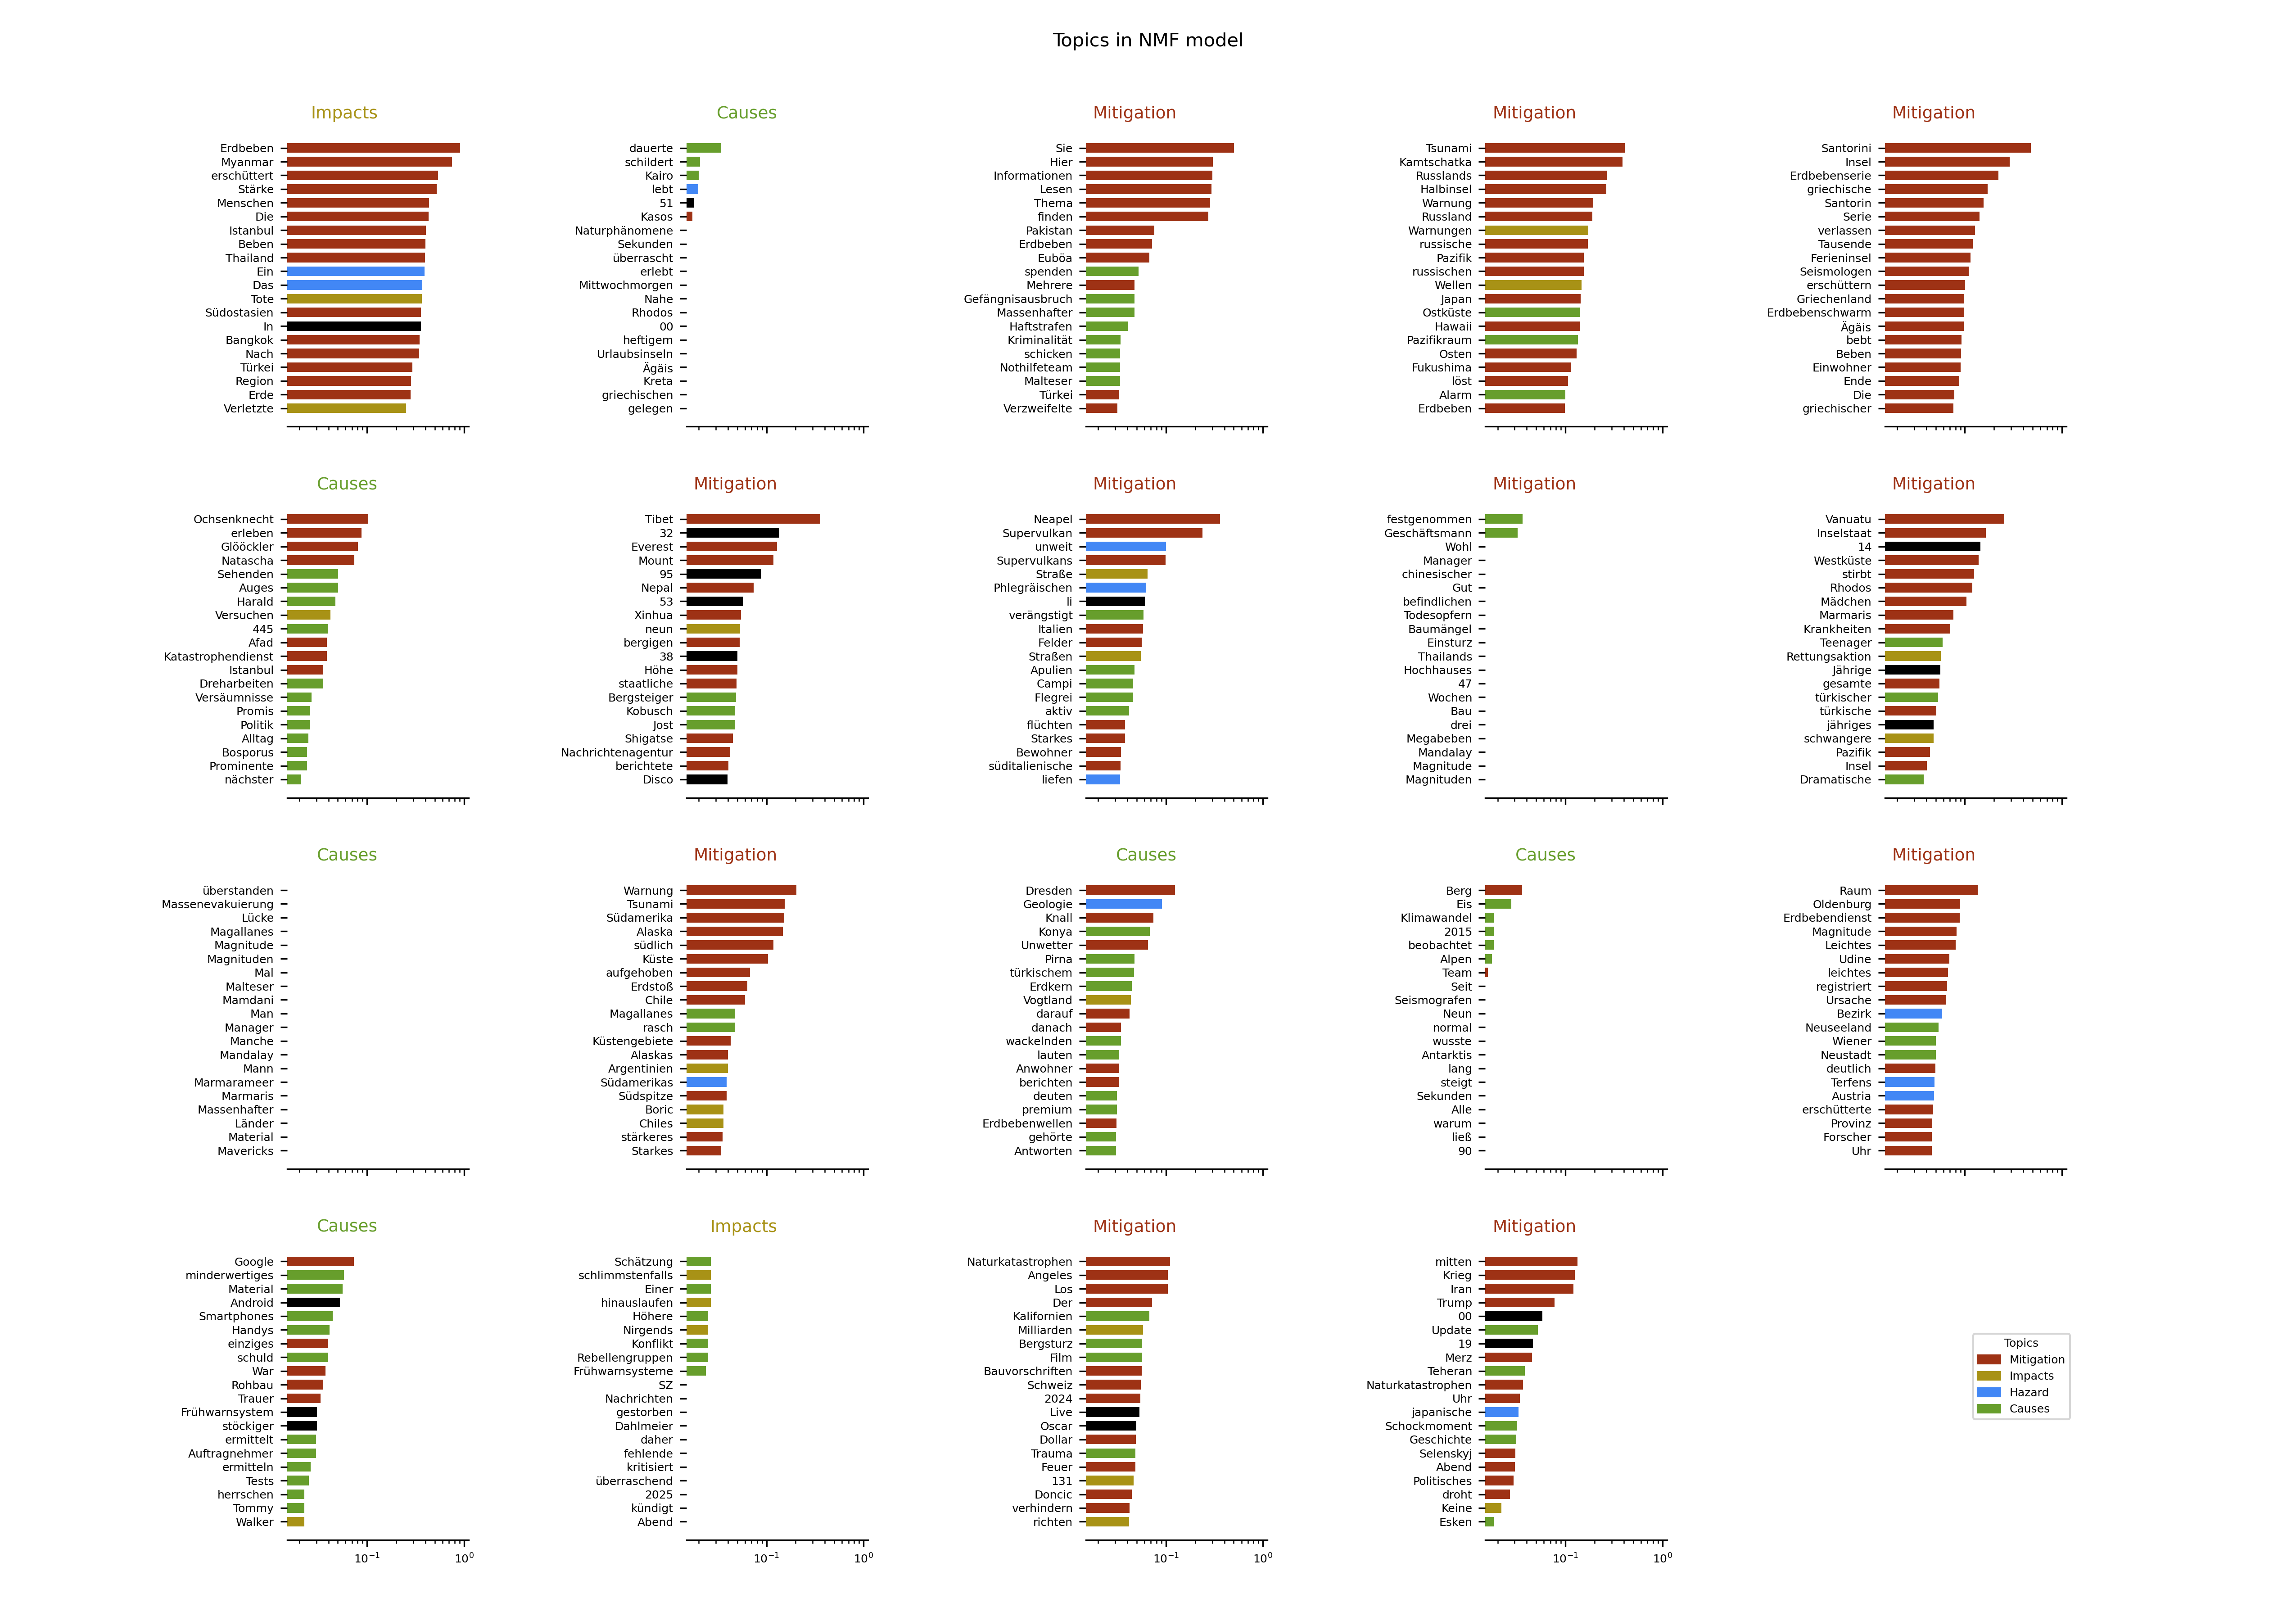 Topics in NMF model
Impacts
Erdbeben
Myanmar
erschüttert
Stärke
Menschen
Die
Istanbul
Beben
Thailand
Ein
Das
Tote
Südostasien
In
Bangkok
Nach
Türkei
Region
Erde
Verletzte
Causes
dauerte
schildert
Kairo
lebt
51
Kasos
Naturphänomene
Sekunden
überrascht
erlebt
Mittwochmorgen
Nahe
Rhodos
00
heftigem
Urlaubsinseln
Ägäis
Kreta
griechischen
gelegen
Mitigation
Sie
Hier
Informationen
Lesen
Thema
finden
Pakistan
Erdbeben
Euböa
spenden
Mehrere
Gefängnisausbruch
Massenhafter
Haftstrafen
Kriminalität
schicken
Nothilfeteam
Malteser
Türkei
Verzweifelte
Mitigation
Tsunami
Kamtschatka
Russlands
Halbinsel
Warnung
Russland
Warnungen
russische
Pazifik
russischen
Wellen
Japan
Ostküste
Hawaii
Pazifikraum
Osten
Fukushima
löst
Alarm
Erdbeben
Mitigation
Santorini
Insel
Erdbebenserie
griechische
Santorin
Serie
verlassen
Tausende
Ferieninsel
Seismologen
erschüttern
Griechenland
Erdbebenschwarm
Ägäis
bebt
Beben
Einwohner
Ende
Die
griechischer
Causes
Ochsenknecht
erleben
Glööckler
Natascha
Sehenden
Auges
Harald
Versuchen
445
Afad
Katastrophendienst
Istanbul
Dreharbeiten
Versäumnisse
Promis
Politik
Alltag
Bosporus
Prominente
nächster
Mitigation
Tibet
32
Everest
Mount
95
Nepal
53
Xinhua
neun
bergigen
38
Höhe
staatliche
Bergsteiger
Kobusch
Jost
Shigatse
Nachrichtenagentur
berichtete
Disco
Mitigation
Neapel
Supervulkan
unweit
Supervulkans
Straße
Phlegräischen
li
verängstigt
Italien
Felder
Straßen
Apulien
Campi
Flegrei
aktiv
flüchten
Starkes
Bewohner
süditalienische
liefen
Mitigation
festgenommen
Geschäftsmann
Wohl
Manager
chinesischer
Gut
befindlichen
Todesopfern
Baumängel
Einsturz
Thailands
Hochhauses
47
Wochen
Bau
drei
Megabeben
Mandalay
Magnitude
Magnituden
Mitigation
Vanuatu
Inselstaat
14
Westküste
stirbt
Rhodos
Mädchen
Marmaris
Krankheiten
Teenager
Rettungsaktion
Jährige
gesamte
türkischer
türkische
jähriges
schwangere
Pazifik
Insel
Dramatische
Causes
überstanden
Massenevakuierung
Lücke
Magallanes
Magnitude
Magnituden
Mal
Malteser
Mamdani
Man
Manager
Manche
Mandalay
Mann
Marmarameer
Marmaris
Massenhafter
Länder
Material
Mavericks
Mitigation
Warnung
Tsunami
Südamerika
Alaska
südlich
Küste
aufgehoben
Erdstoß
Chile
Magallanes
rasch
Küstengebiete
Alaskas
Argentinien
Südamerikas
Südspitze
Boric
Chiles
stärkeres
Starkes
Causes
Dresden
Geologie
Knall
Konya
Unwetter
Pirna
türkischem
Erdkern
Vogtland
darauf
danach
wackelnden
lauten
Anwohner
berichten
deuten
premium
Erdbebenwellen
gehörte
Antworten
Causes
Berg
Eis
Klimawandel
2015
beobachtet
Alpen
Team
Seit
Seismografen
Neun
normal
wusste
Antarktis
lang
steigt
Sekunden
Alle
warum
ließ
90
Mitigation
Raum
Oldenburg
Erdbebendienst
Magnitude
Leichtes
Udine
leichtes
registriert
Ursache
Bezirk
Neuseeland
Wiener
Neustadt
deutlich
Terfens
Austria
erschütterte
Provinz
Forscher
Uhr
Causes
Google
minderwertiges
Material
Android
Smartphones
Handys
einziges
schuld
War
Rohbau
Trauer
Frühwarnsystem
stöckiger
ermittelt
Auftragnehmer
ermitteln
Tests
herrschen
Tommy
Walker
10⁻¹ 10⁰
Impacts
Schätzung
schlimmstenfalls
Einer
hinauslaufen
Höhere
Nirgends
Konflikt
Rebellengruppen
Frühwarnsysteme
SZ
Nachrichten
gestorben
Dahlmeier
daher
fehlende
kritisiert
überraschend
2025
kündigt
Abend
10⁻¹ 10⁰
Mitigation
Naturkatastrophen
Angeles
Los
Der
Kalifornien
Milliarden
Bergsturz
Film
Bauvorschriften
Schweiz
2024
Live
Oscar
Dollar
Trauma
Feuer
131
Doncic
verhindern
richten
10⁻¹ 10⁰
Mitigation
mitten
Krieg
Iran
Trump
00
Update
19
Merz
Teheran
Naturkatastrophen
Uhr
japanische
Schockmoment
Geschichte
Selenskyj
Abend
Politisches
droht
Keine
Esken
10⁻¹ 10⁰
Topics
Mitigation
Impacts
Hazard
Causes